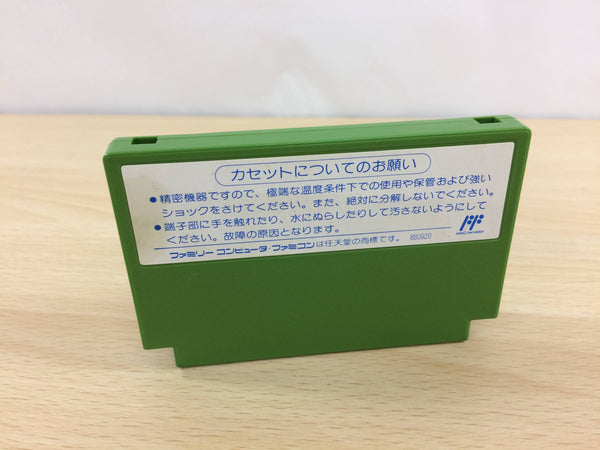 カセットについてのお願い
●精密機器ですので、極端な温度条件下での使用や保管および強い
ショックをさけてください。また、絶対に分解しないでください。
●端子部に手を触れたり、水にぬらしたりして汚さないようにして
ください。故障の原因となります。
ファミリー コンピュータ・ファミコンは任天堂の商標です。 880920